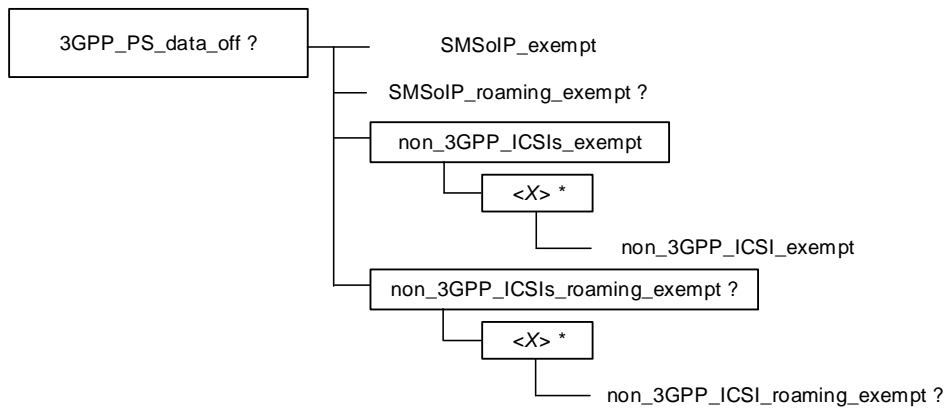 3GPP_PS_data_off ?
SMSoIP_exempt
SMSoIP_roaming_exempt ?
non_3GPP_ICSIs_exempt
<X> *
non_3GPP_ICSI_exempt
non_3GPP_ICSIs_roaming_exempt ?
<X> *
non_3GPP_ICSI_roaming_exempt ?